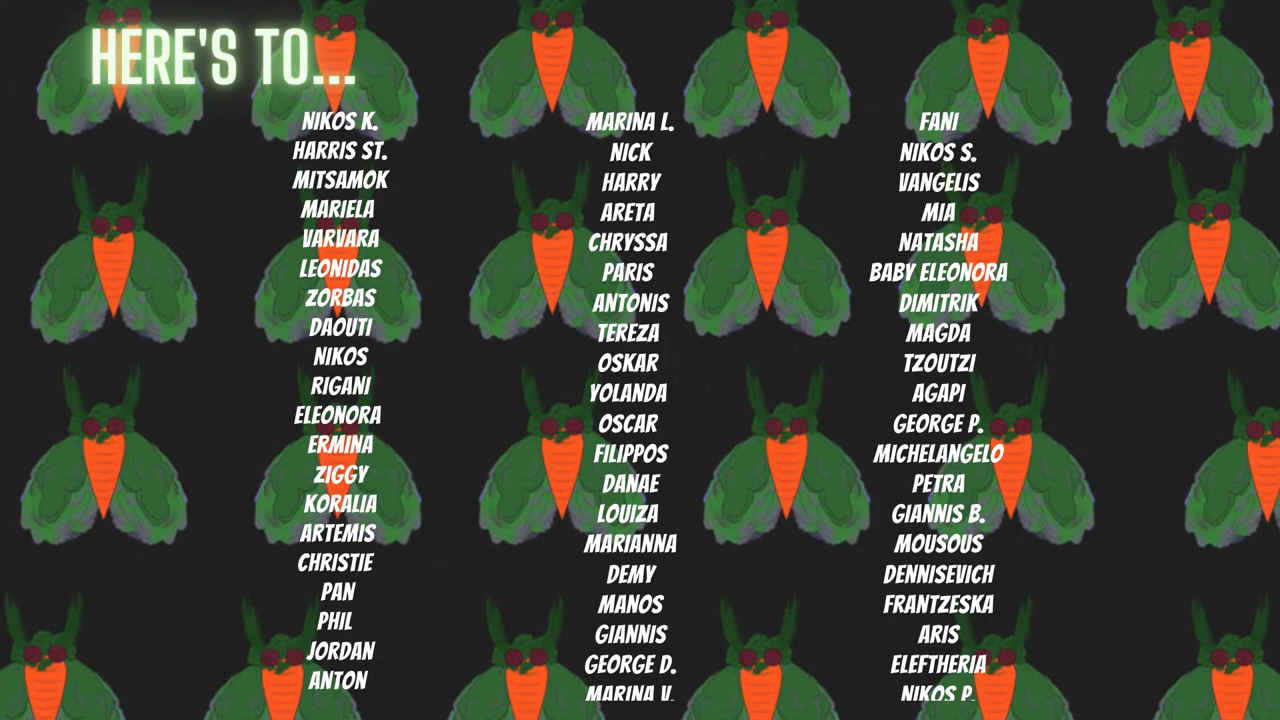 HERE'S TO...
NIKOS K.
HARRIS ST.
MITSAMOK
MARIELA
VARVARA
LEONIDAS
ZORBAS
DAOUTI
NIKOS
RIGANI
ELEONORA
ERMINA
ZIGGY
KORALIA
ARTEMIS
CHRISTIE
PAN
PHIL
JORDAN
ANTON
MARINA L.
NICK
HARRY
ARETA
CHRYSSA
PARIS
ANTONIS
TEREZA
OSKAR
YOLANDA
OSCAR
FILIPPOS
DANAE
LOUIZA
MARIANNA
DEMY
MANOS
GIANNIS
GEORGE D.
MARINA V.
FANI
NIKOS S.
VANGELIS
MIA
NATASHA
BABY ELEONORA
DIMITRIK
MAGDA
TZOUTZI
AGAPI
GEORGE P.
MICHELANGELO
PETRA
GIANNIS B.
MOUSOUS
DENNISEVICH
FRANTZESKA
ARIS
ELEFTHERIA
NIKOS P.